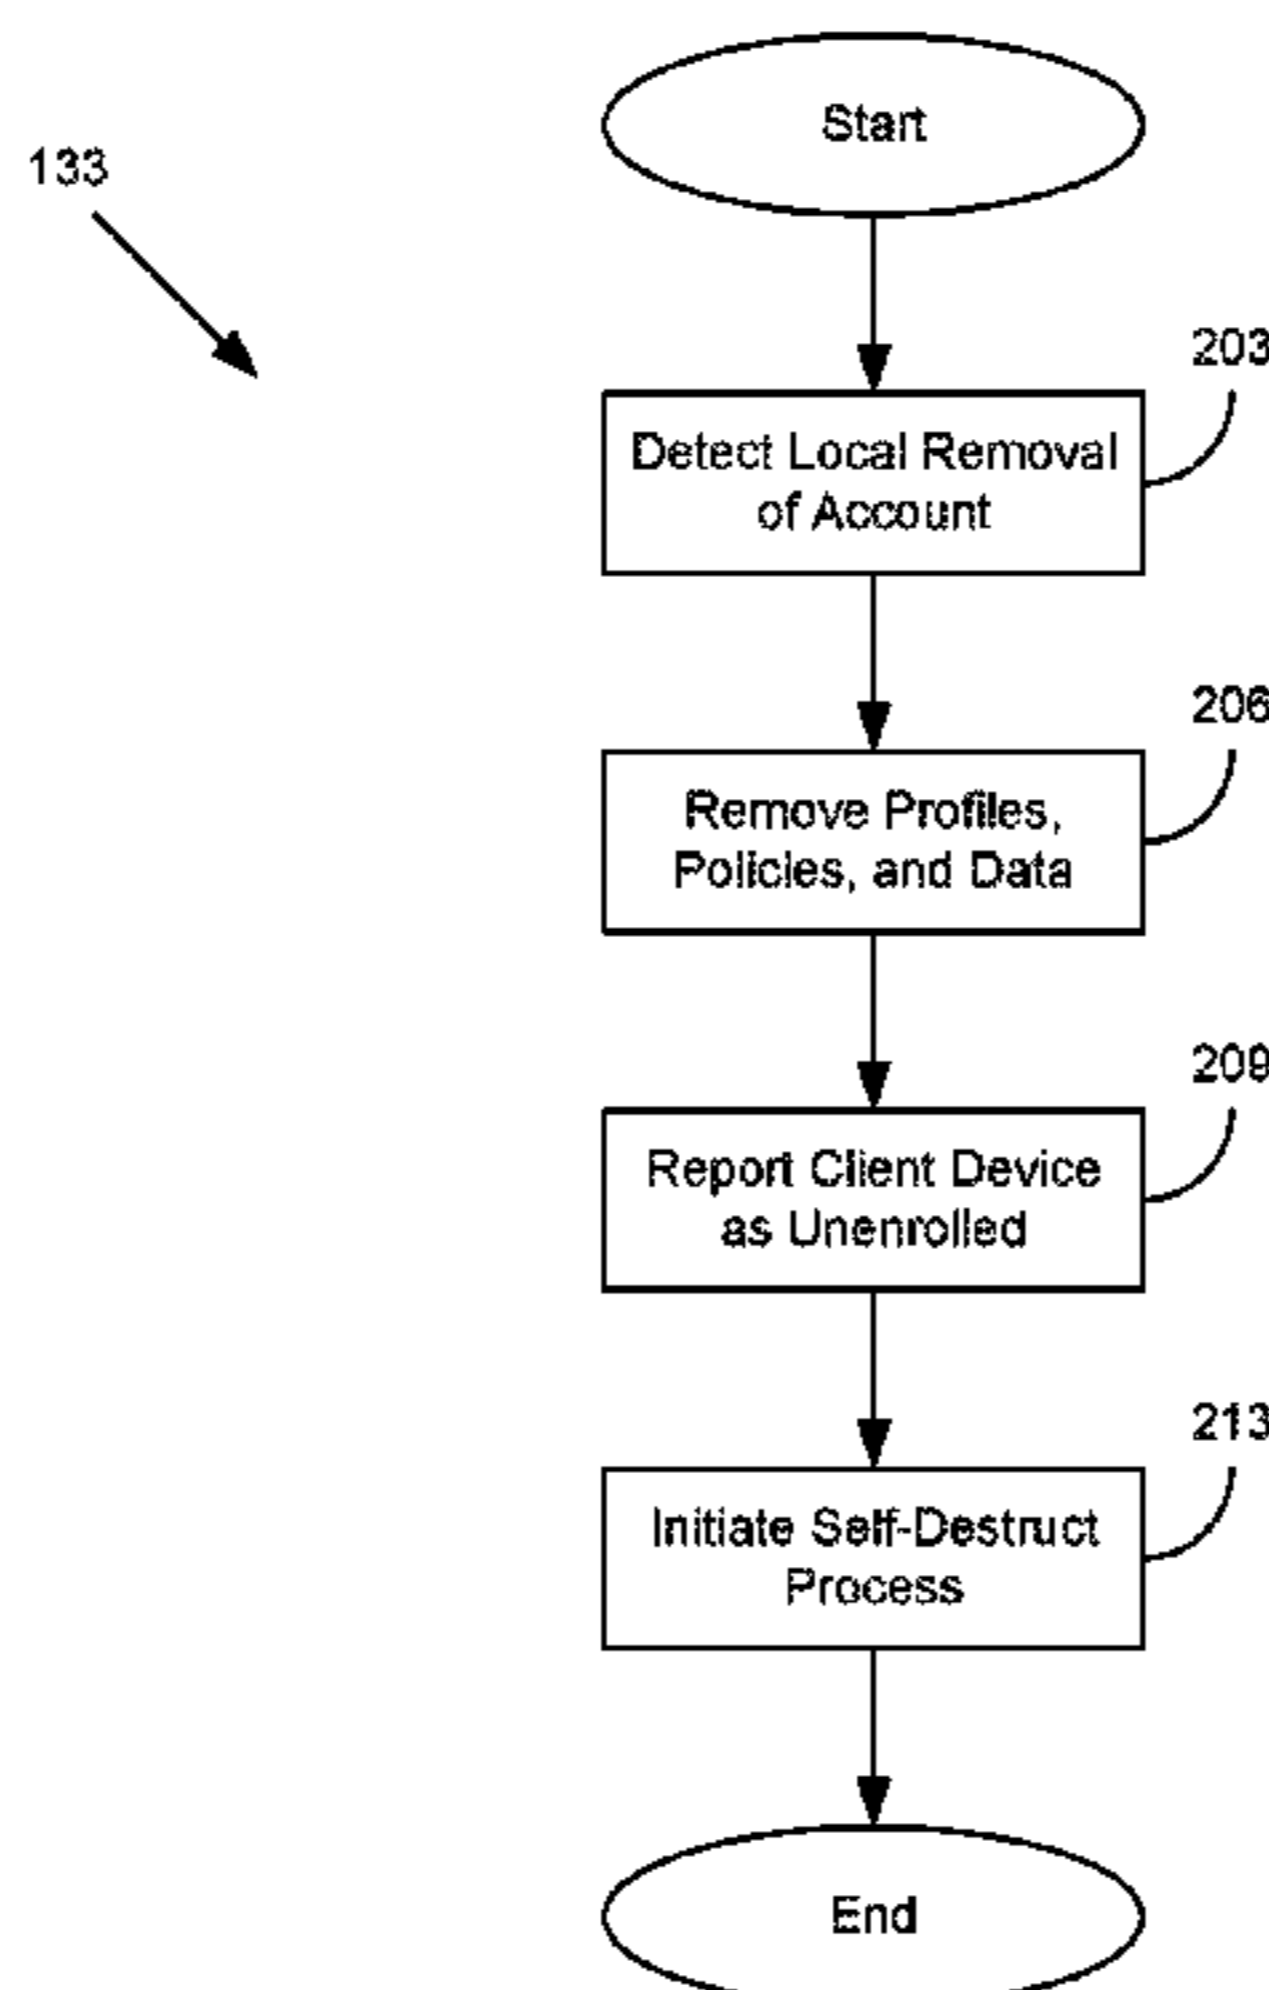 Start
133
203
Detect Local Removal
of Account
206
Remove Profiles,
Policies, and Data
209
Report Client Device
as Unenrolled
213
Initiate Self-Destruct
Process
End